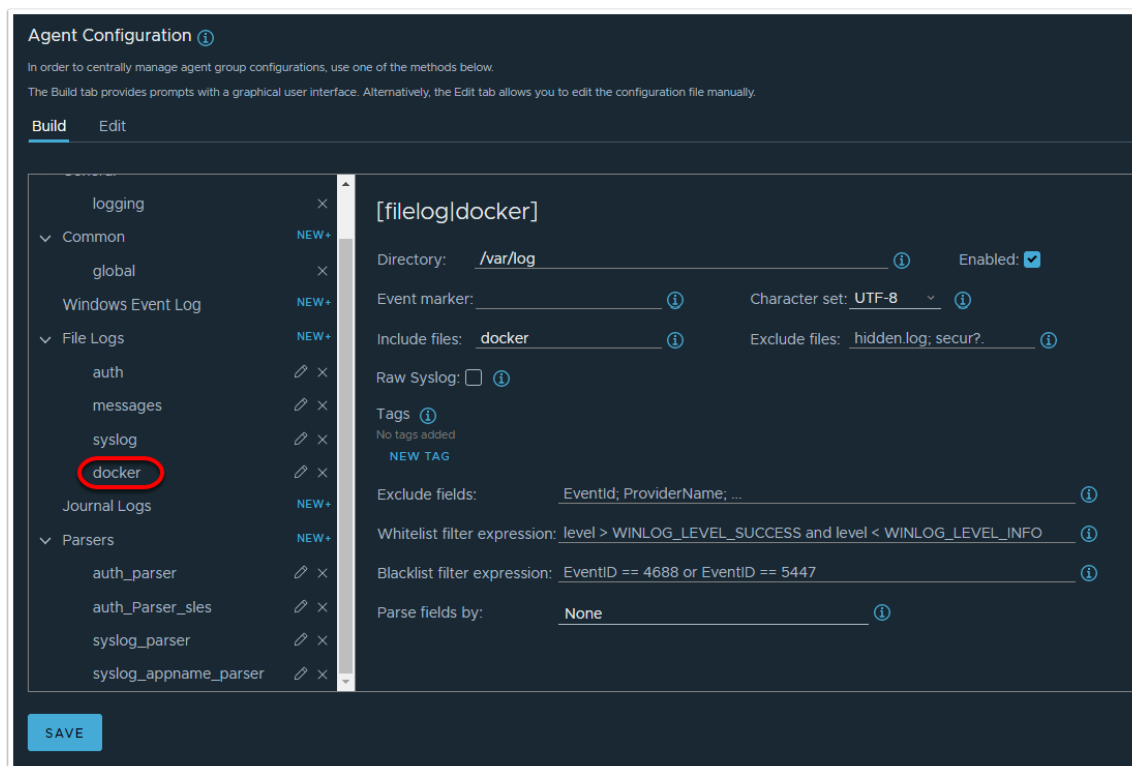 Agent Configuration
In order to centrally manage agent group configurations, use one of the methods below.
The Build tab provides prompts with a graphical user interface. Alternatively, the Edit tab allows you to edit the configuration file manually.
Build Edit
General
logging
Common NEW+
global
Windows Event Log NEW+
File Logs NEW+
auth
messages
syslog
docker
Journal Logs NEW+
Parsers NEW+
auth_parser
auth_Parser_sles
syslog_parser
syslog_appname_parser
[filelog|docker]
Directory: /var/log Enabled:
Event marker: Character set: UTF-8
Include files: docker Exclude files: hidden.log; secur?.
Raw Syslog:
Tags
No tags added
NEW TAG
Exclude fields: EventId; ProviderName; ...
Whitelist filter expression: level > WINLOG_LEVEL_SUCCESS and level < WINLOG_LEVEL_INFO
Blacklist filter expression: EventID == 4688 or EventID == 5447
Parse fields by: None
SAVE